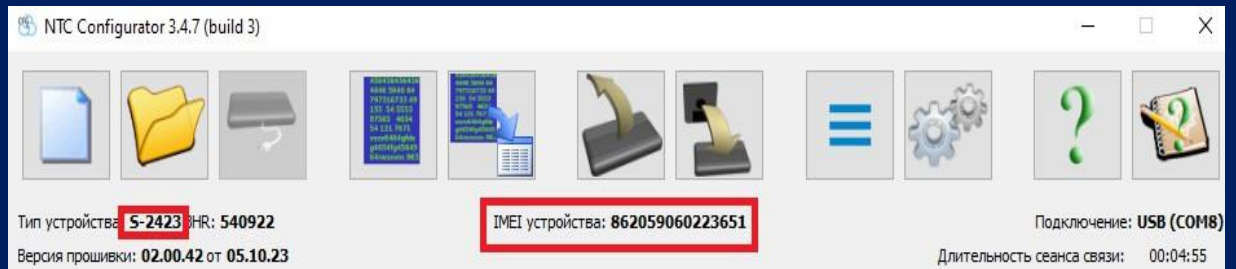 NTC Configurator 3.4.7 (build 3)
Тип устройства S-2423 ЗНR: 540922 IMEI устройства: 862059060223651 Подключение: USB (COM8)
Версия прошивки: 02.00.42 от 05.10.23 Длительность сеанса связи: 00:04:55